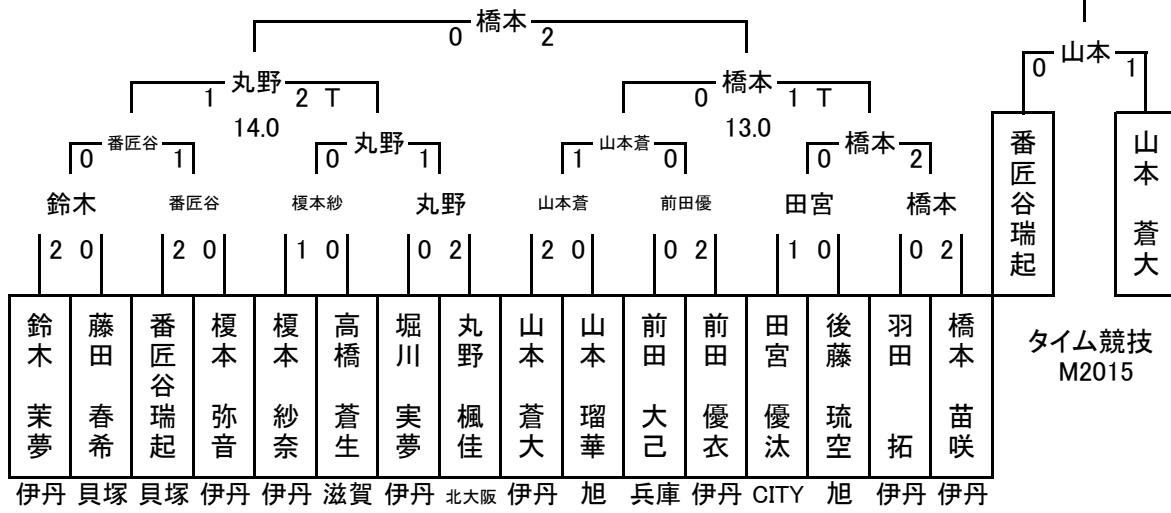 橋本
0 2
丸野
1 2 T
14.0
橋本
0 1 T
13.0
山本
0 1
番匠谷
0 1
丸野
0 1
山本蒼
1 0
橋本
0 2
鈴木
番匠谷
榎本紗
丸野
山本蒼
前田優
田宮
橋本
2 0
2 0
1 0
0 2
2 0
0 2
1 0
0 2
番匠谷瑞起
山本 蒼大
鈴木 茉夢
藤田 春希
番匠谷瑞起
榎本 弥音
榎本 紗奈
高橋 蒼生
堀川 実夢
丸野 楓佳
山本 蒼大
山本 瑠華
前田 大己
前田 優衣
田宮 優汰
後藤 琉空
羽田 拓
橋本 苗咲
タイム競技
M2015
伊丹 貝塚 貝塚 伊丹 伊丹 滋賀 伊丹 北大阪 伊丹 旭 兵庫 伊丹 CITY 旭 伊丹 伊丹